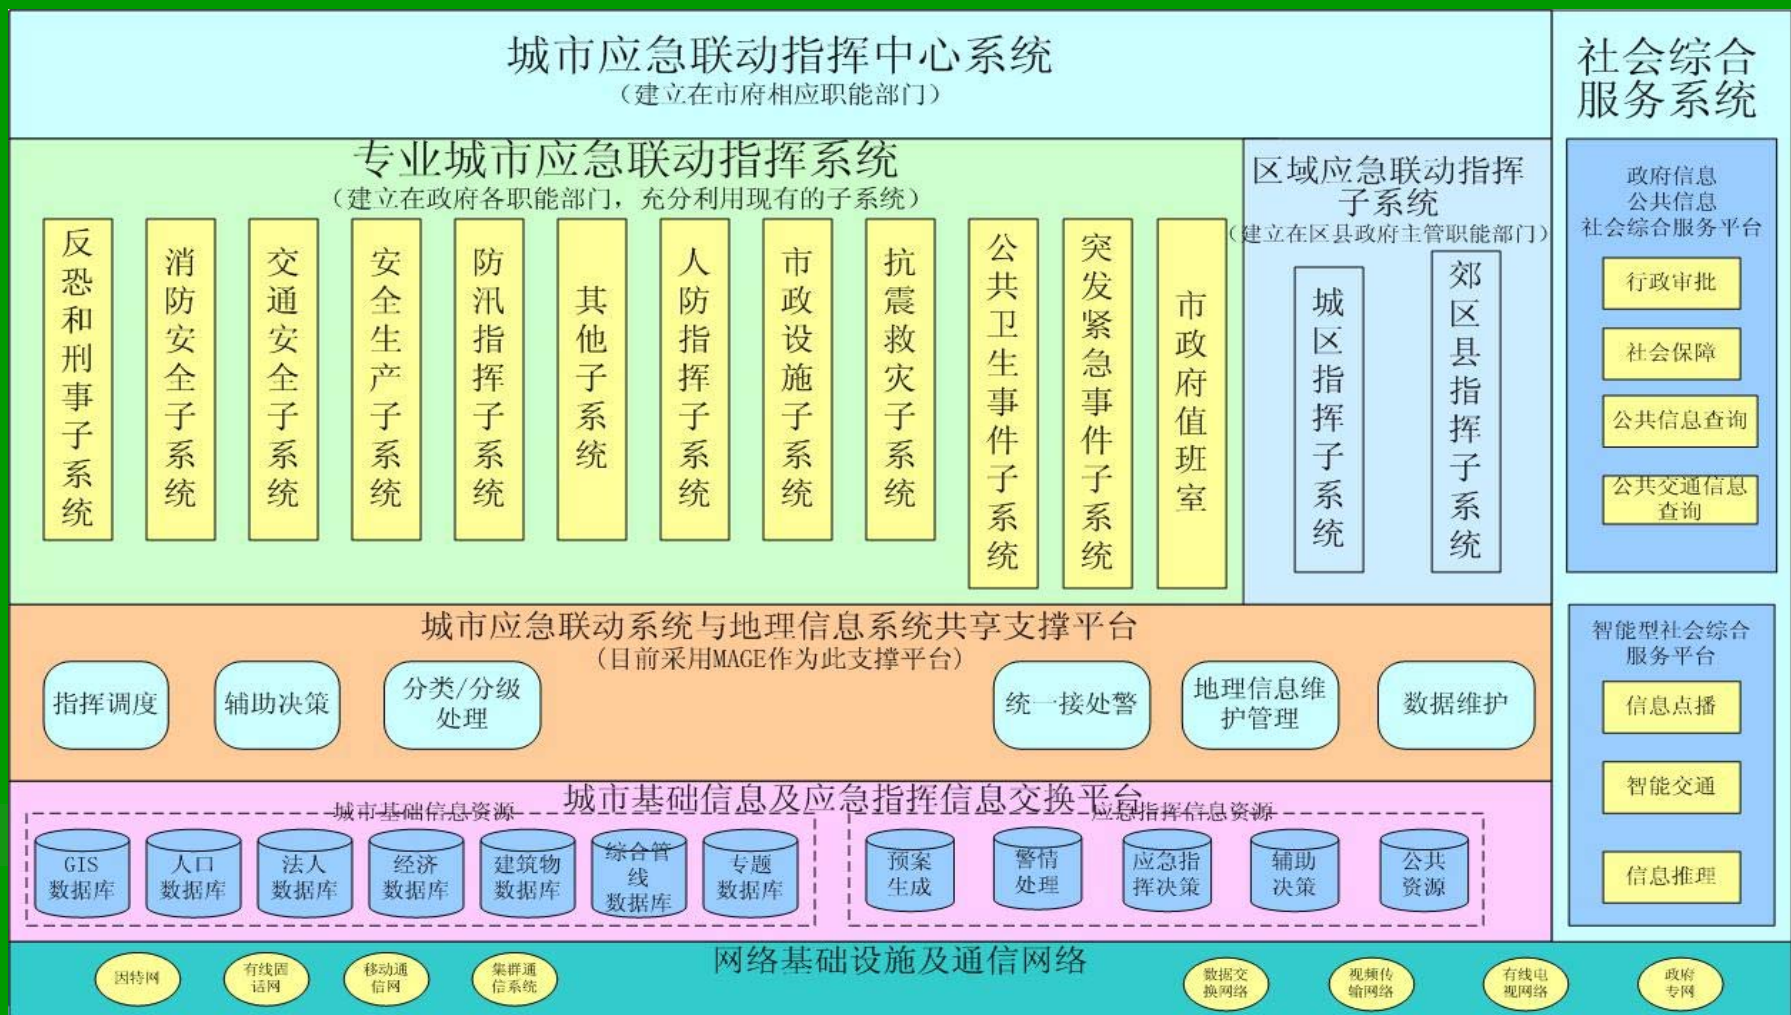 城市应急联动指挥中心系统
（建立在市府相应职能部门）
社会综合
服务系统
专业城市应急联动指挥系统
（建立在政府各职能部门，充分利用现有的子系统）
反恐和刑事子系统
消防安全子系统
交通安全子系统
安全生产子系统
防汛指挥子系统
其他子系统
人防指挥子系统
市政设施子系统
抗震救灾子系统
公共卫生事件子系统
突发紧急事件子系统
市政府值班室
区域应急联动指挥
子系统
（建立在区县政府主管职能部门）
城区指挥子系统
郊区县指挥子系统
政府信息
公共信息
社会综合服务平台
行政审批
社会保障
公共信息查询
公共交通信息
查询
城市应急联动系统与地理信息系统共享支撑平台
(目前采用MAGE作为此支撑平台)
指挥调度
辅助决策
分类/分级
处理
统一接处警
地理信息维
护管理
数据维护
智能型社会综合
服务平台
信息点播
智能交通
信息推理
城市基础信息及应急指挥信息交换平台
城市基础信息资源
GIS
数据库
人口
数据库
法人
数据库
经济
数据库
建筑物
数据库
综合管
线
数据库
专题
数据库
应急指挥信息资源
预案
生成
警情
处理
应急指
挥决策
辅助
决策
公共
资源
网络基础设施及通信网络
因特网
有线固
话网
移动通
信网
集群通
信系统
数据交
换网络
视频传
输网络
有线电
视网络
政府
专网